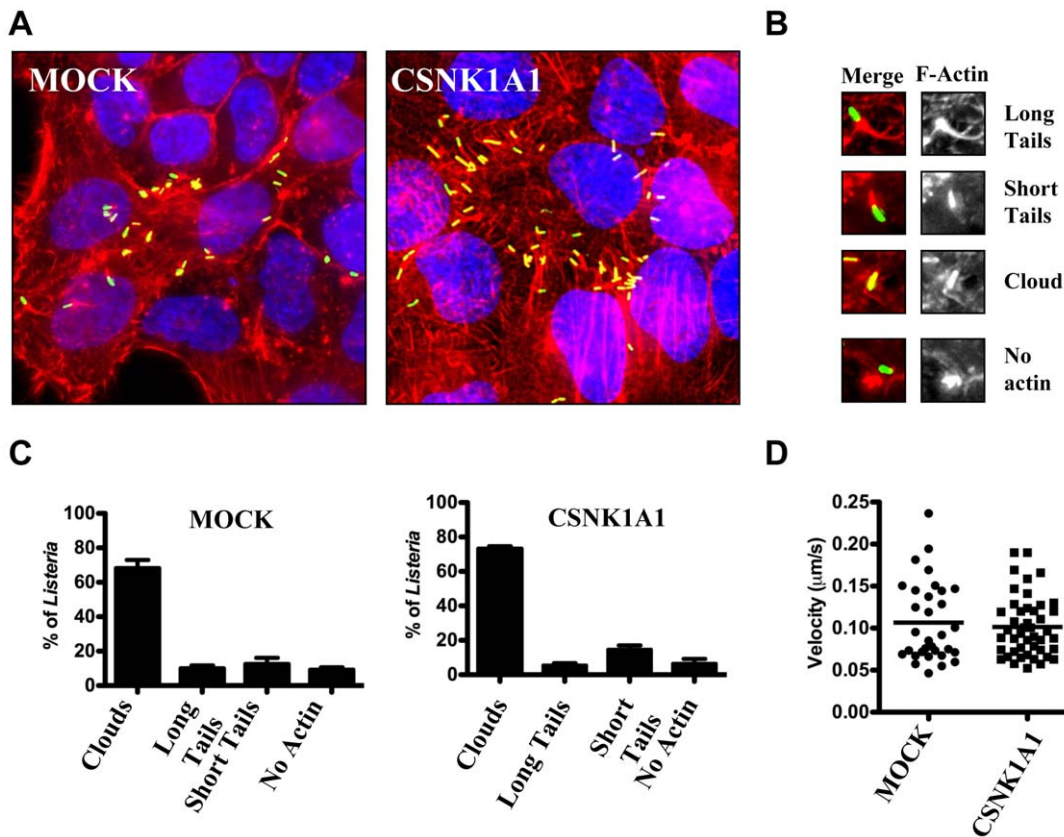 A
MOCK
CSNK1A1
B
Merge
F-Actin
Long
Tails
Short
Tails
Cloud
No
actin
C
MOCK
% of Listeria
100
80
60
40
20
0
Clouds
Long
Tails
Short Tails
No Actin
CSNK1A1
% of Listeria
100
80
60
40
20
0
Clouds
Long Tails
Short
Tails
No Actin
D
Velocity (μm/s)
0.25
0.20
0.15
0.10
0.05
0.00
MOCK
CSNK1A1